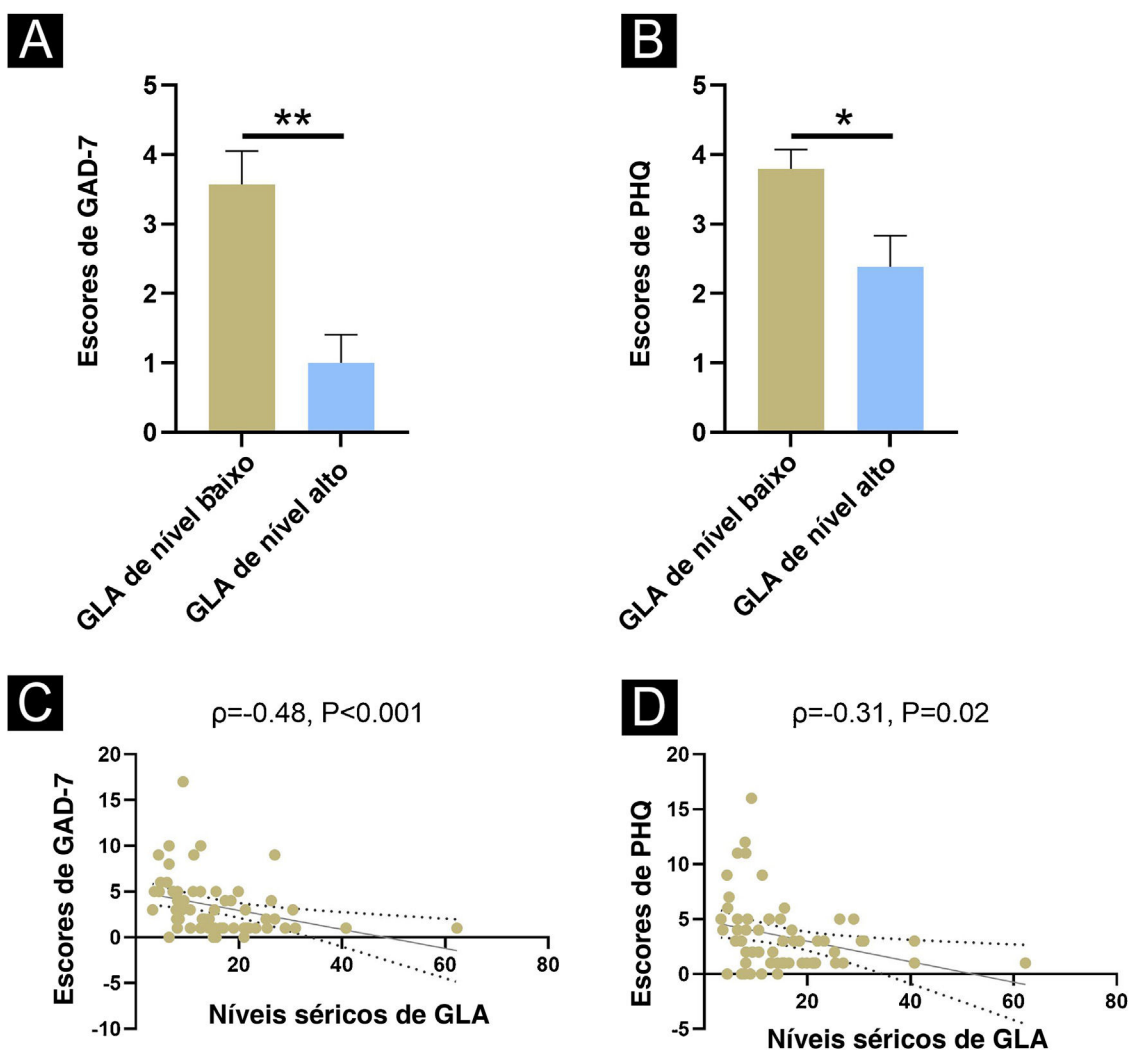 A
Escores de GAD-7
5
4
3
2
1
0
**
GLA de nível baixo
GLA de nível alto
B
Escores de PHQ
5
4
3
2
1
0
*
GLA de nível baixo
GLA de nível alto
C
ρ=-0.48, P<0.001
Escores de GAD-7
20
15
10
5
0
-5
-10
20
40
60
80
Níveis séricos de GLA
D
ρ=-0.31, P=0.02
Escores de PHQ
20
15
10
5
0
-5
20
40
60
80
Níveis séricos de GLA